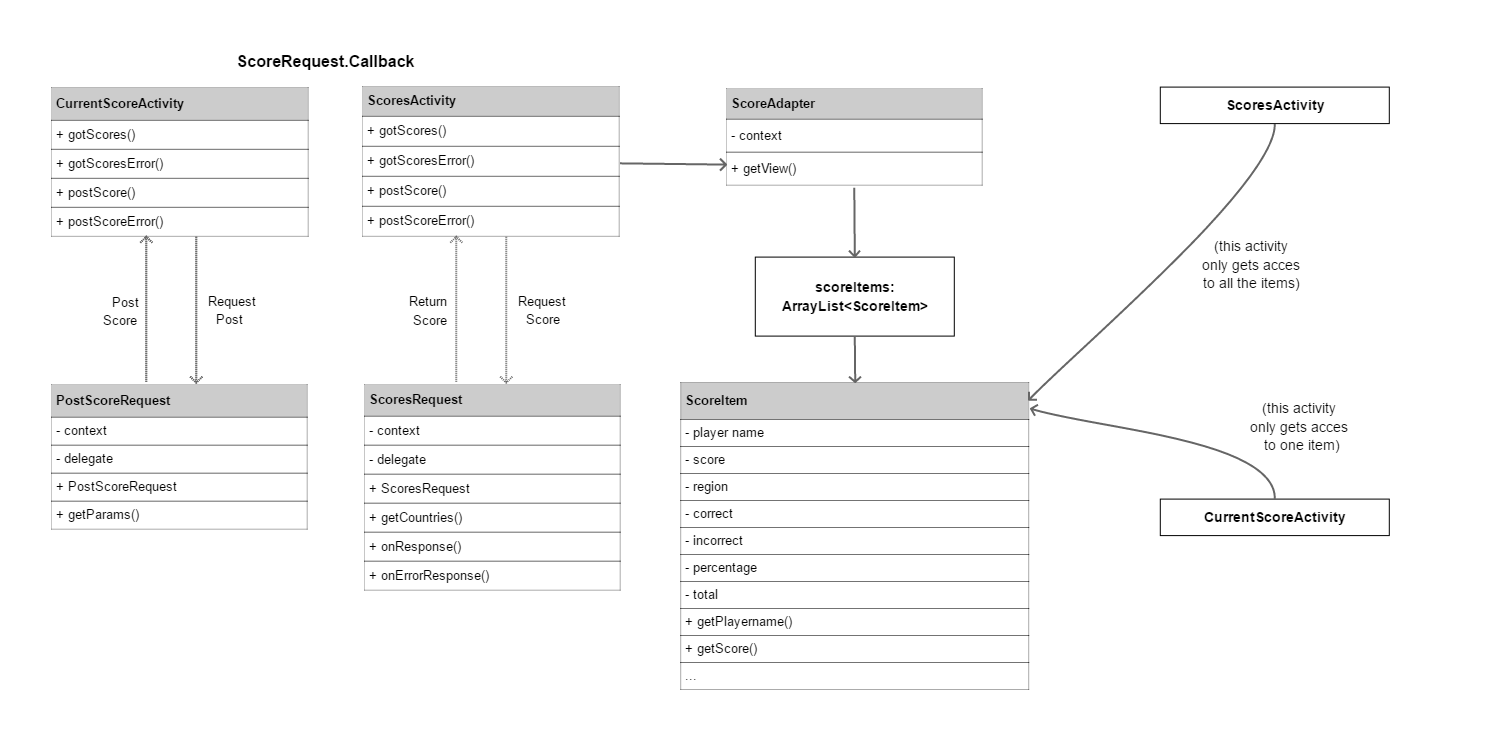 ScoreRequest.Callback
CurrentScoreActivity
+ gotScores()
+ gotScoresError()
+ postScore()
+ postScoreError()
ScoresActivity
+ gotScores()
+ gotScoresError()
+ postScore()
+ postScoreError()
ScoreAdapter
- context
+ getView()
ScoresActivity
Post
Score
Request
Post
Return
Score
Request
Score
scoreItems:
ArrayList<ScoreItem>
(this activity
only gets acces
to all the items)
PostScoreRequest
- context
- delegate
+ PostScoreRequest
+ getParams()
ScoresRequest
- context
- delegate
+ ScoresRequest
+ getCountries()
+ onResponse()
+ onErrorResponse()
ScoreItem
- player name
- score
- region
- correct
- incorrect
- percentage
- total
+ getPlayername()
+ getScore()
...
(this activity
only gets acces
to one item)
CurrentScoreActivity